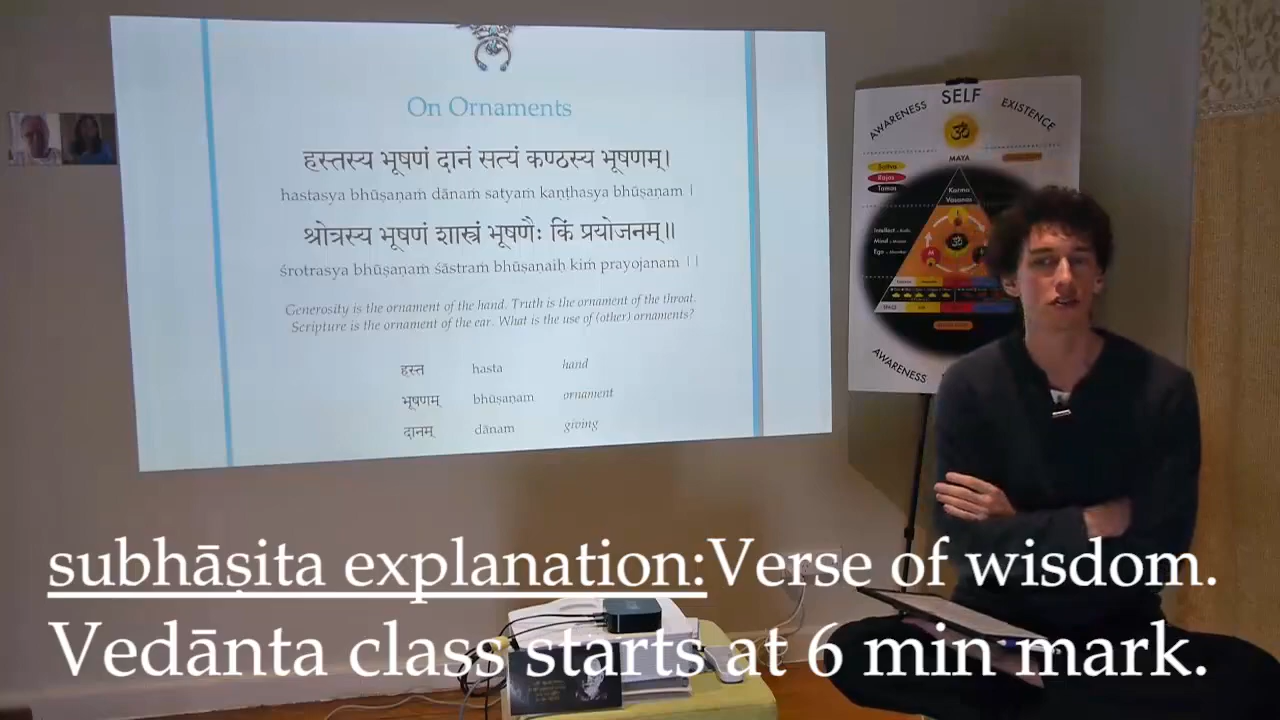 On Ornaments
हस्तस्य भूषणं दानं सत्यं कण्ठस्य भूषणम्।
hastasya bhūṣaṇaṁ dānaṁ satyaṁ kaṇṭhasya bhūṣaṇam |
श्रोत्रस्य भूषणं शास्त्रं भूषणैः किं प्रयोजनम्॥
śrotrasya bhūṣaṇaṁ śāstraṁ bhūṣaṇaiḥ kiṁ prayojanam ||
Generosity is the ornament of the hand. Truth is the ornament of the throat.
Scripture is the ornament of the ear. What is the use of (other) ornaments?
हस्त hasta hand
भूषणम् bhūṣaṇam ornament
दानम् dānam giving
AWARENESS SELF EXISTENCE
ॐ
MAYA
Sattva
Rajas
Tamas
Karma
Vasanas
Intellect
Mind
Ego
ॐ
M
AWARENESS
subhāṣita explanation:Verse of wisdom.
Vedānta class starts at 6 min mark.